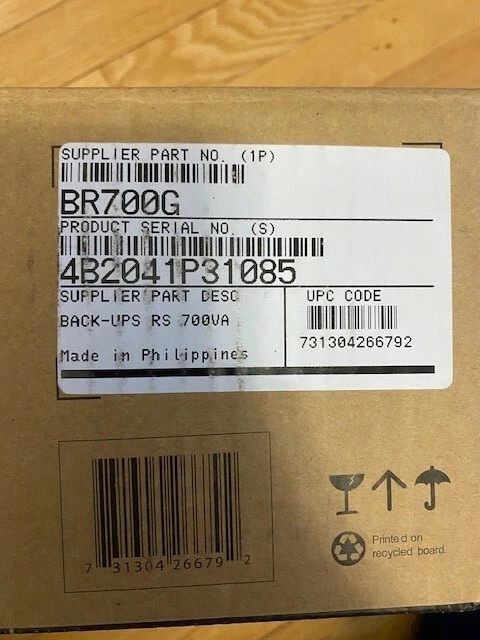 SUPPLIER PART NO. (1P)
BR700G
PRODUCT SERIAL NO. (S)
4B2041P31085
SUPPLIER PART DESC
BACK-UPS RS 700VA
Made in Philippines
UPC CODE
731304266792
7 31304 26679 2
Printed on
recycled board.